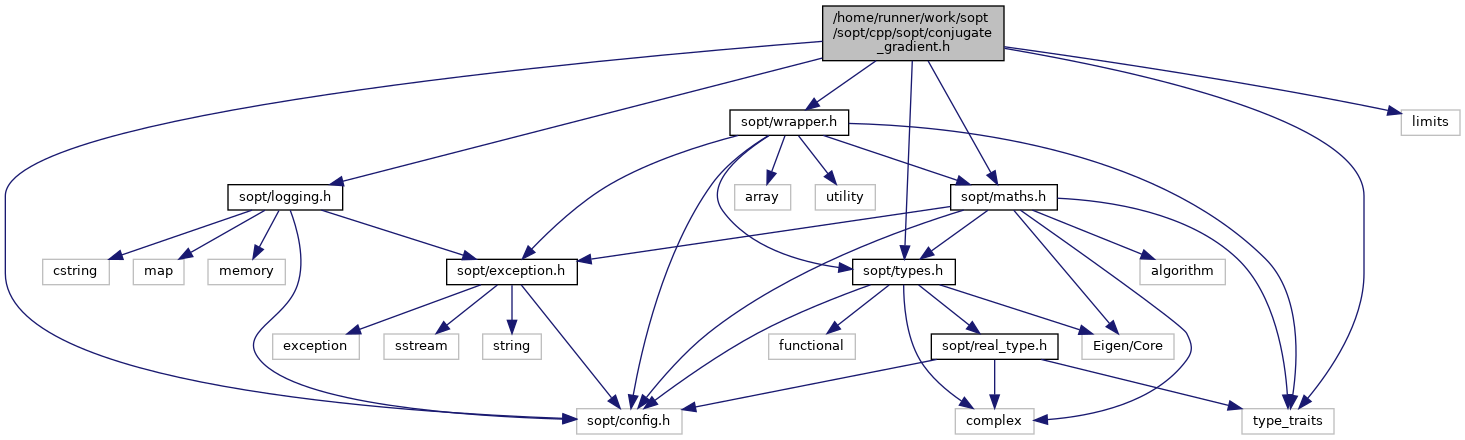 /home/runner/work/sopt
/sopt/cpp/sopt/conjugate
_gradient.h
sopt/wrapper.h
limits
sopt/logging.h
array
utility
sopt/maths.h
cstring
map
memory
sopt/exception.h
sopt/types.h
algorithm
exception
sstream
string
functional
sopt/real_type.h
Eigen/Core
sopt/config.h
complex
type_traits